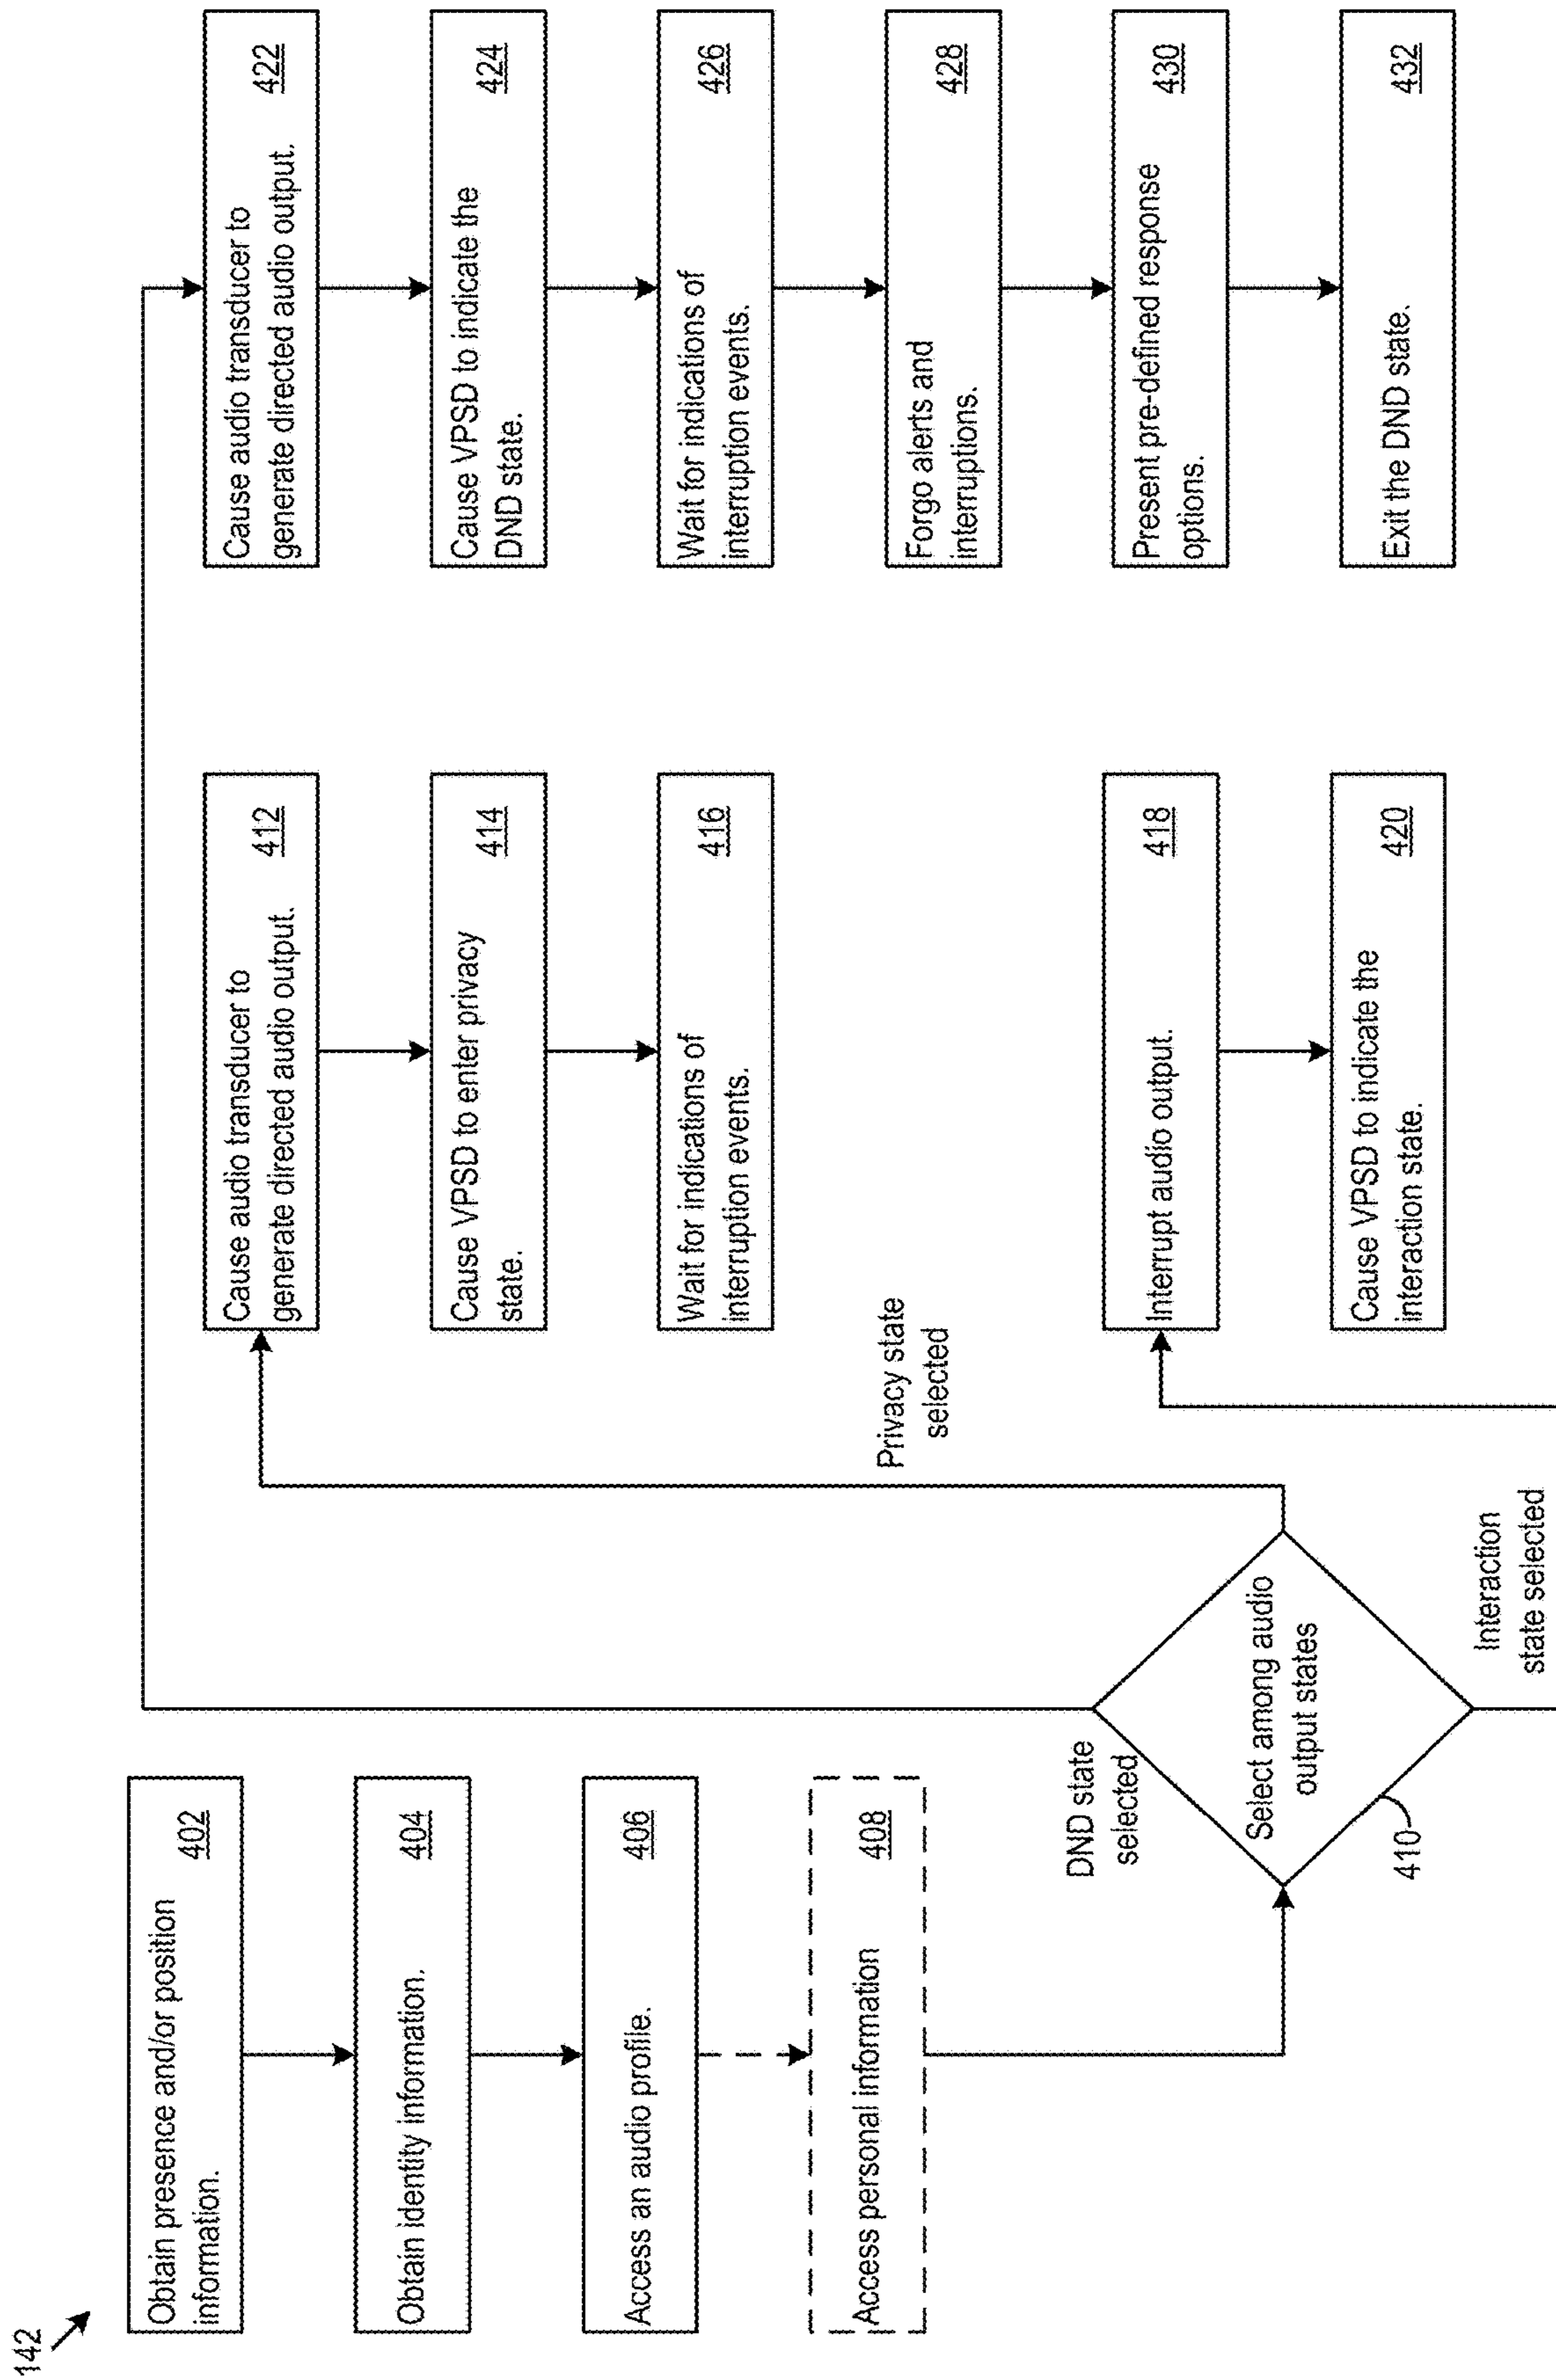 142
Obtain presence and/or position
information.
402
Obtain identity information.
404
Access an audio profile.
406
Access personal information
408
DND state
selected
Select among audio
output states
410
Interaction
state selected
Privacy state
selected
Cause audio transducer to
generate directed audio output.
412
Cause VPSD to enter privacy
state.
414
Wait for indications of
interruption events.
416
Interrupt audio output.
418
Cause VPSD to indicate the
interaction state.
420
Cause audio transducer to
generate directed audio output.
422
Cause VPSD to indicate the
DND state.
424
Wait for indications of
interruption events.
426
Forgo alerts and
interruptions.
428
Present pre-defined response
options.
430
Exit the DND state.
432